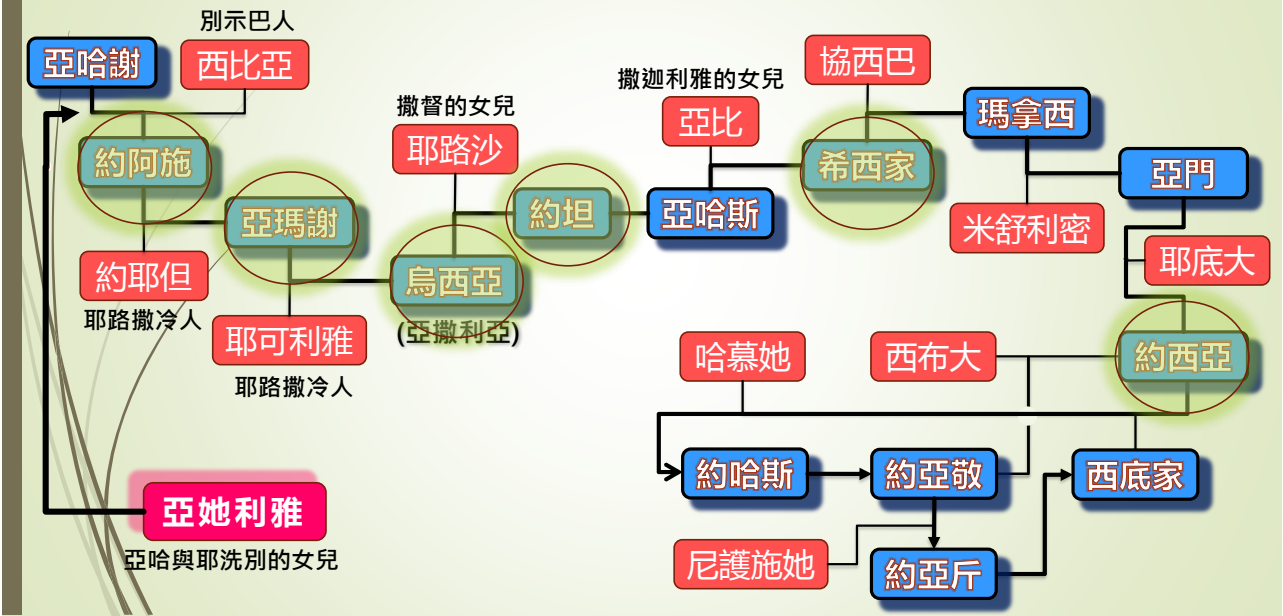 別示巴人
亞哈謝
西比亞
協西巴
撒迦利雅的女兒
撒督的女兒
亞比
瑪拿西
耶路沙
約阿施
希西家
亞門
亞瑪謝
約坦
亞哈斯
米舒利密
約耶但
烏西亞
耶底大
耶路撒冷人
(亞撒利亞)
耶可利雅
哈慕她
西布大
約西亞
耶路撒冷人
約哈斯
約亞敬
西底家
亞她利雅
亞哈與耶洗別的女兒
尼護施她
約亞斤